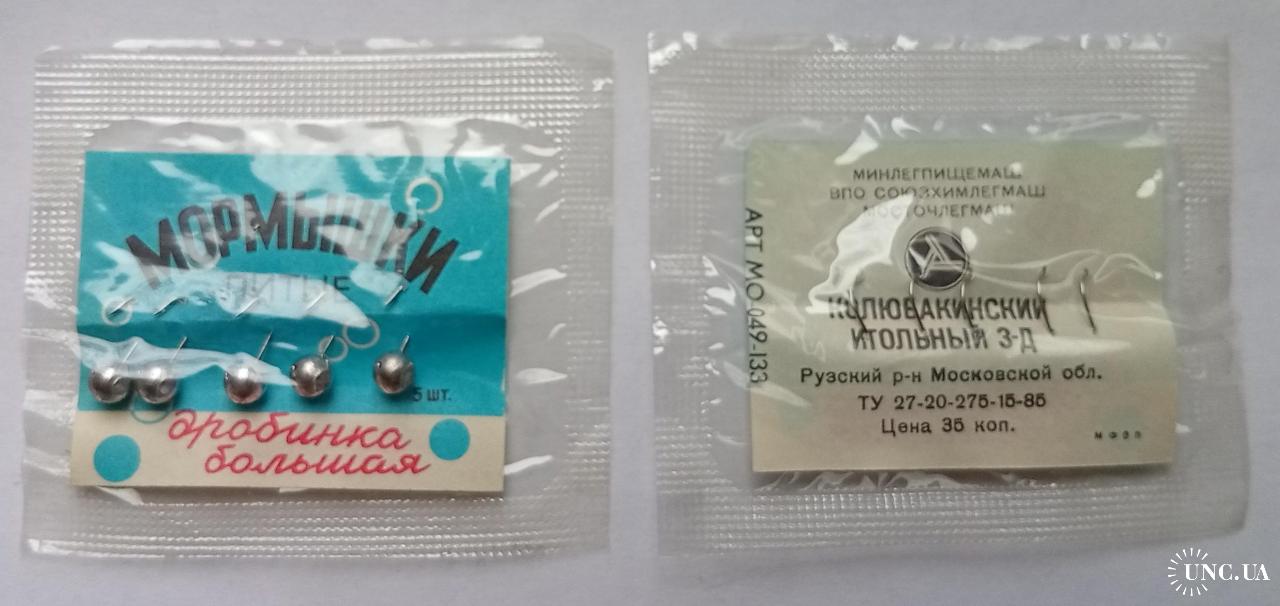 МОРМЫШКИ
ЛИТЫЕ
5 ШТ.
дробинка
большая
МИНЛЕГПИЩЕМАШ
ВПО СОЮЗХИМЛЕГМАШ
МОСТОЧЛЕГМАШ
АРТ МО-049-133
КОЛЮБАКИНСКИЙ
ИГОЛЬНЫЙ З-Д
Рузский р-н Московской обл.
ТУ 27-20-275-15-85
Цена 35 коп.
UNC.UA